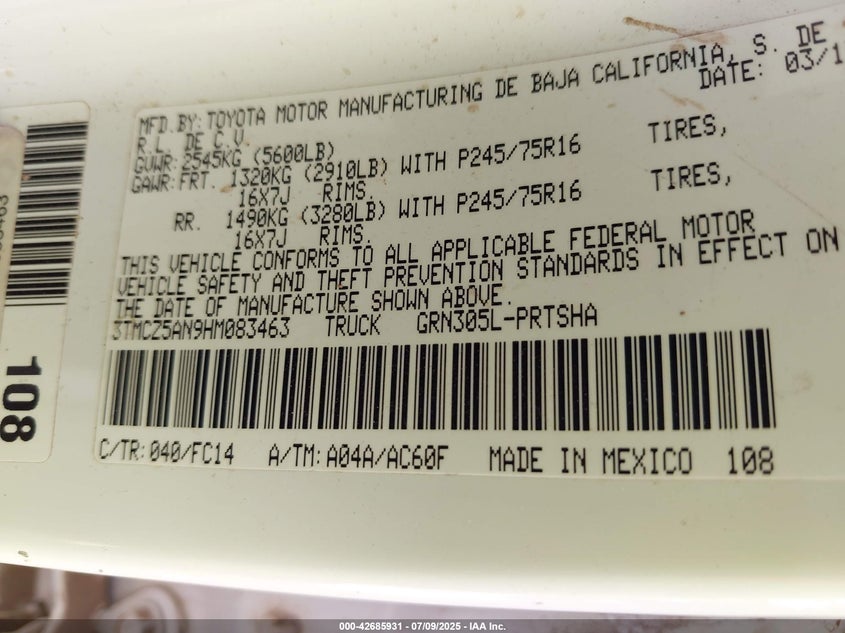 MFD.BY: TOYOTA MOTOR MANUFACTURING DE BAJA CALIFORNIA, S. DE
R.L. DE C.V. DATE: 03/1
GVWR: 2545KG (5600LB)
GAWR: FRT. 1320KG (2910LB) WITH P245/75R16 TIRES,
16X7J RIMS.
RR. 1490KG (3280LB) WITH P245/75R16 TIRES,
16X7J RIMS.
THIS VEHICLE CONFORMS TO ALL APPLICABLE FEDERAL MOTOR
VEHICLE SAFETY AND THEFT PREVENTION STANDARDS IN EFFECT ON
THE DATE OF MANUFACTURE SHOWN ABOVE.
3TMCZ5AN9HM083463 TRUCK GRN305L-PRTSHA
C/TR: 040/FC14 A/TM: A04A/AC60F MADE IN MEXICO 108
108
000-42685931 | 07/09/2025 | IAA Inc.